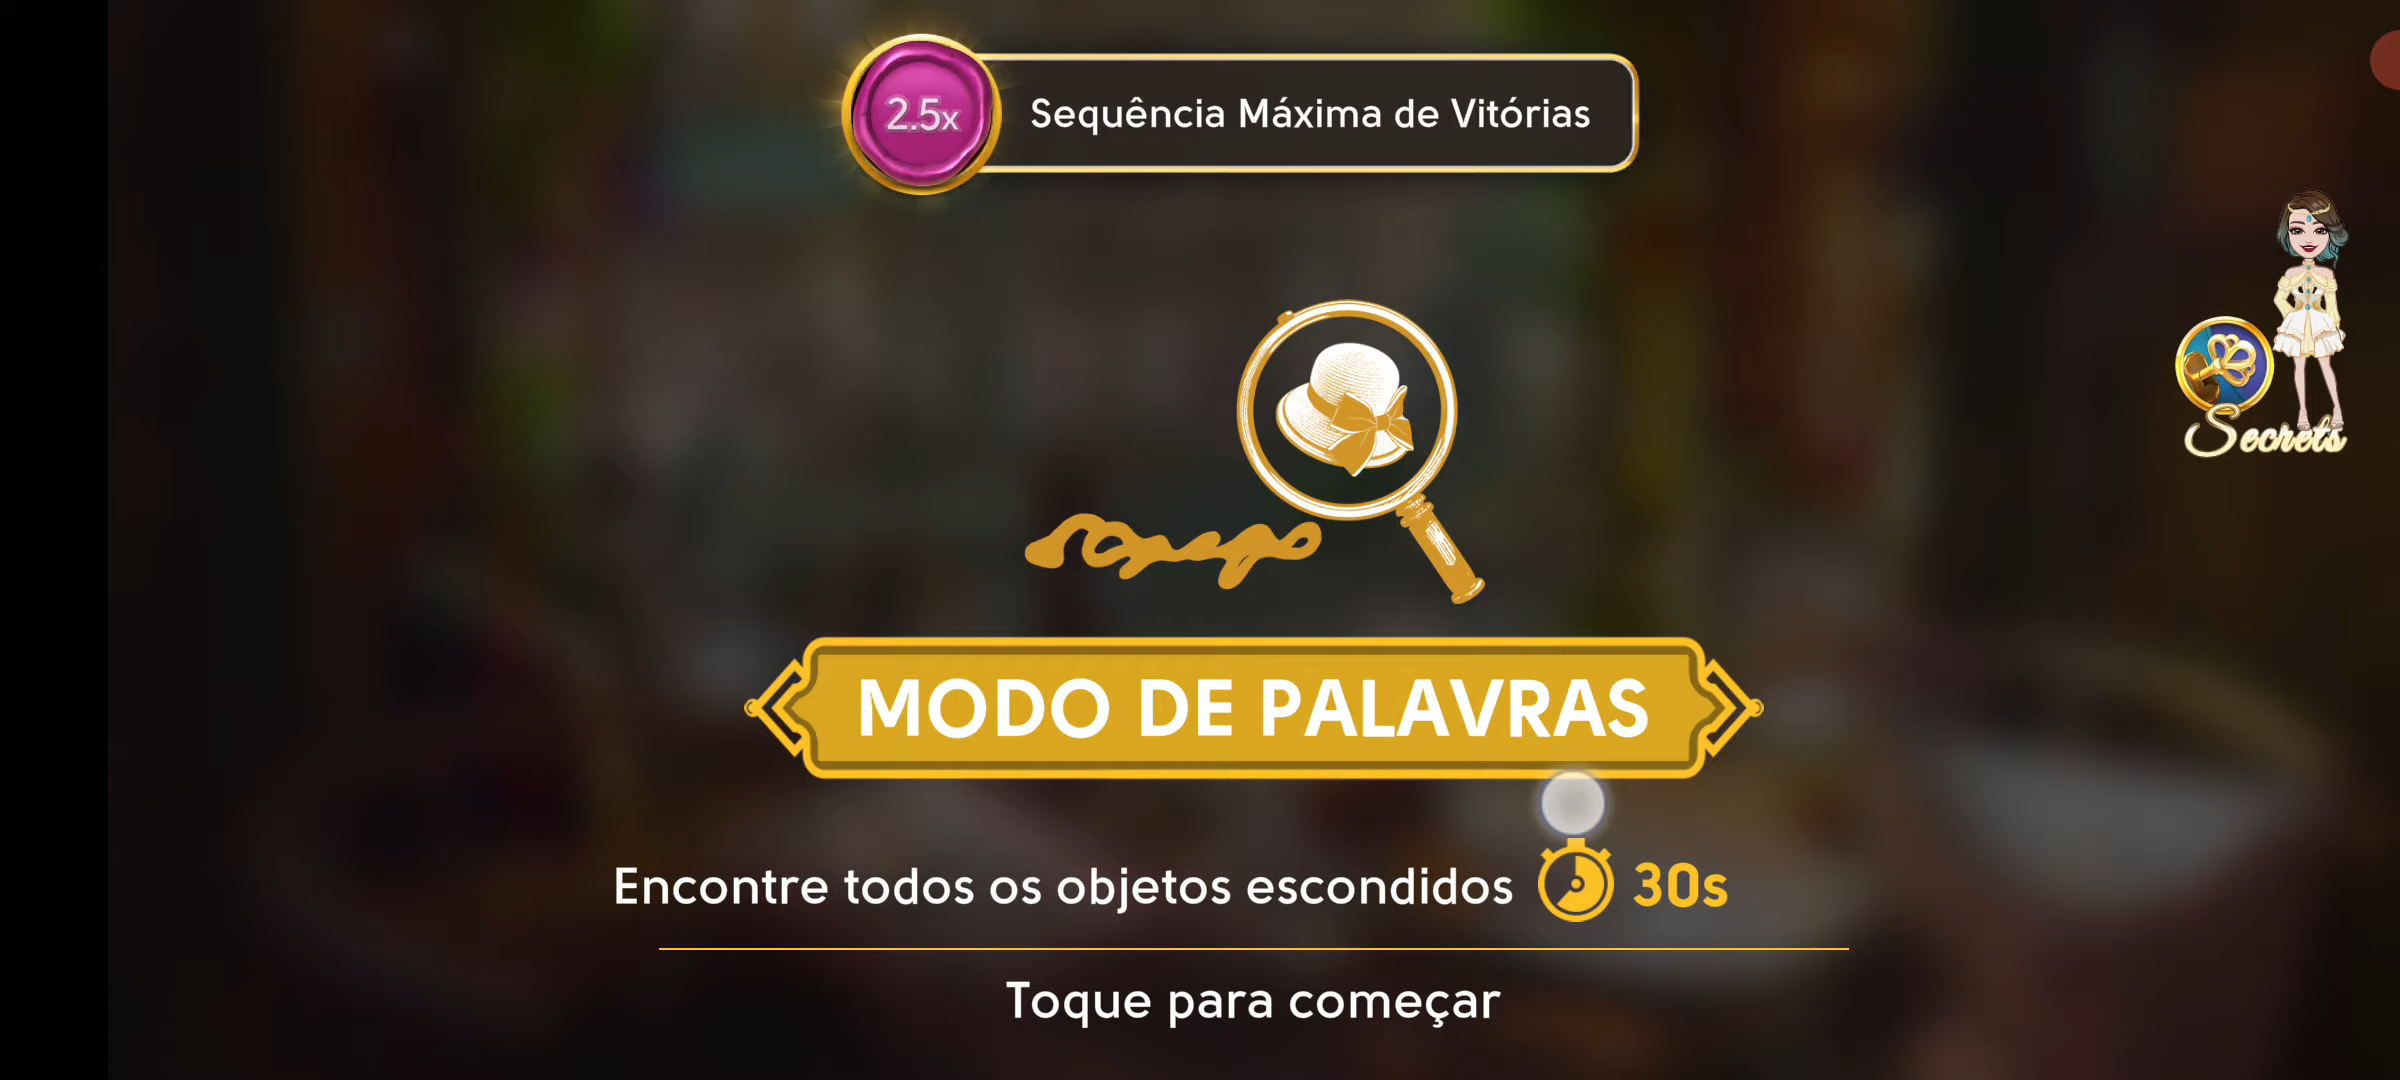 2.5x
Sequência Máxima de Vitórias
Secrets
MODO DE PALAVRAS
Encontre todos os objetos escondidos 30s
Toque para começar